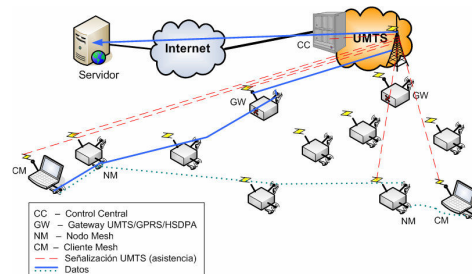 CC
UMTS
Internet
Servidor
GW
GW
CM
NM
NM
CM
CC – Control Central
GW – Gateway UMTS/GPRS/HSDPA
NM – Nodo Mesh
CM – Cliente Mesh
Señalización UMTS (asistencia)
Datos